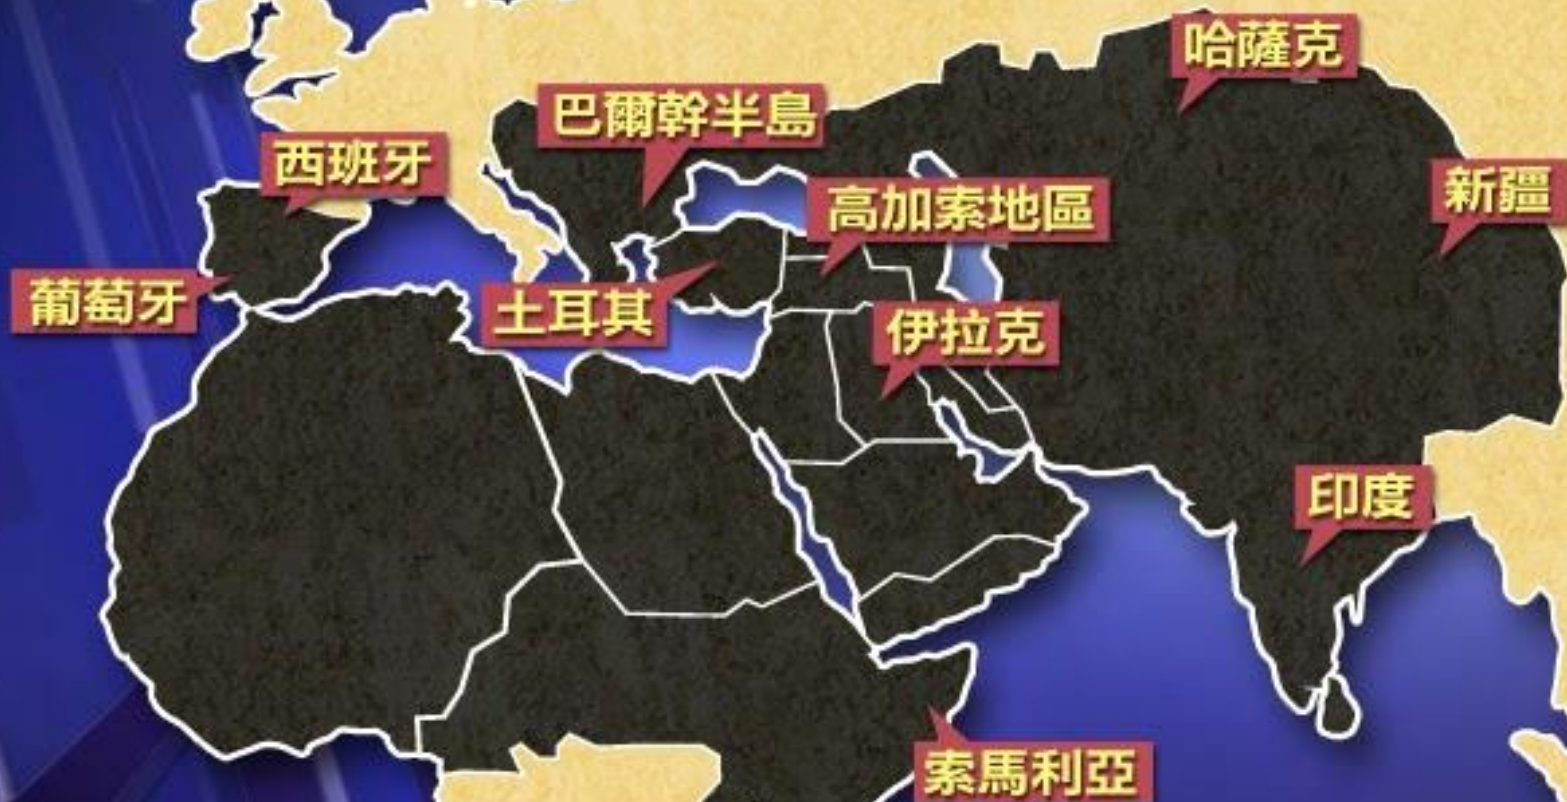 哈薩克
巴爾幹半島
西班牙
新疆
高加索地區
葡萄牙
土耳其
伊拉克
印度
索馬利亞